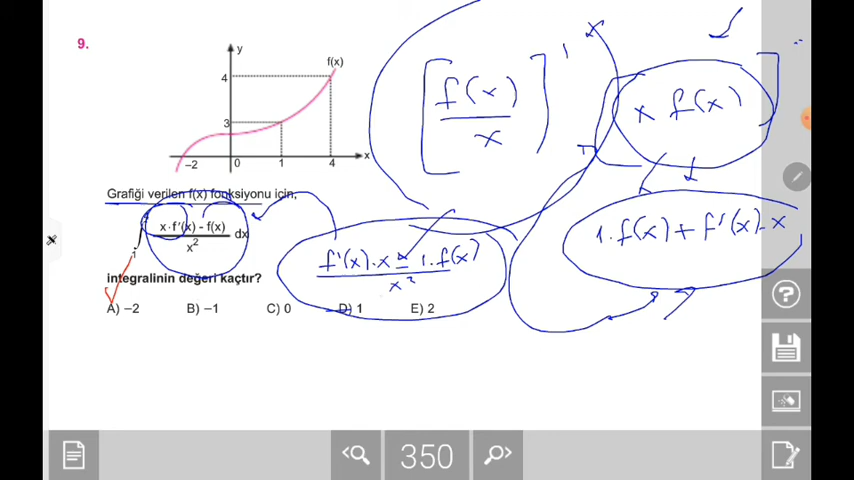 9.
y
f(x)
4
3
-2
0
1
4
x
[f(x)/x]'
x f(x)]
1.f(x) + f'(x).x
Grafiği verilen f(x) fonksiyonu için,
x·f'(x) - f(x)
x²
dx
f'(x).x - 1.f(x)
x²
integralinin değeri kaçtır?
A) –2 B) –1 C) 0 D) 1 E) 2
350